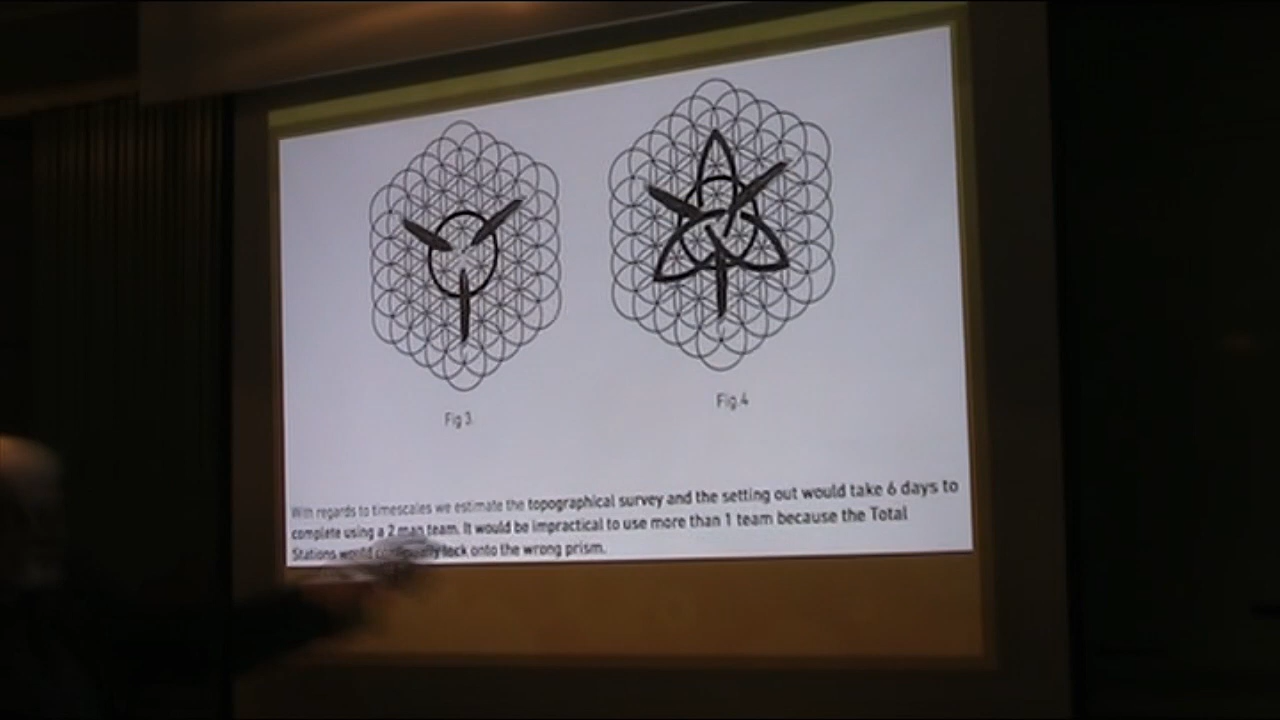 Fig 3
Fig.4
With regards to timescales we estimate the topographical survey and the setting out would take 6 days to
complete using a 2 man team. It would be impractical to use more than 1 team because the Total
Stations would continually lock onto the wrong prism.